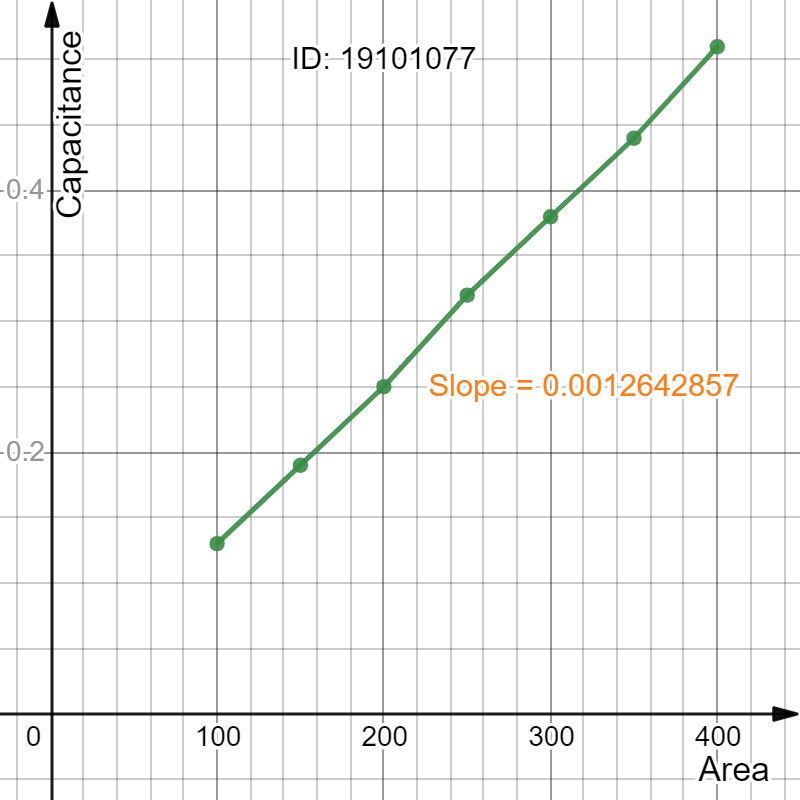 ID: 19101077
Capacitance
0.4
Slope = 0.0012642857
0.2
0 100 200 300 400
Area